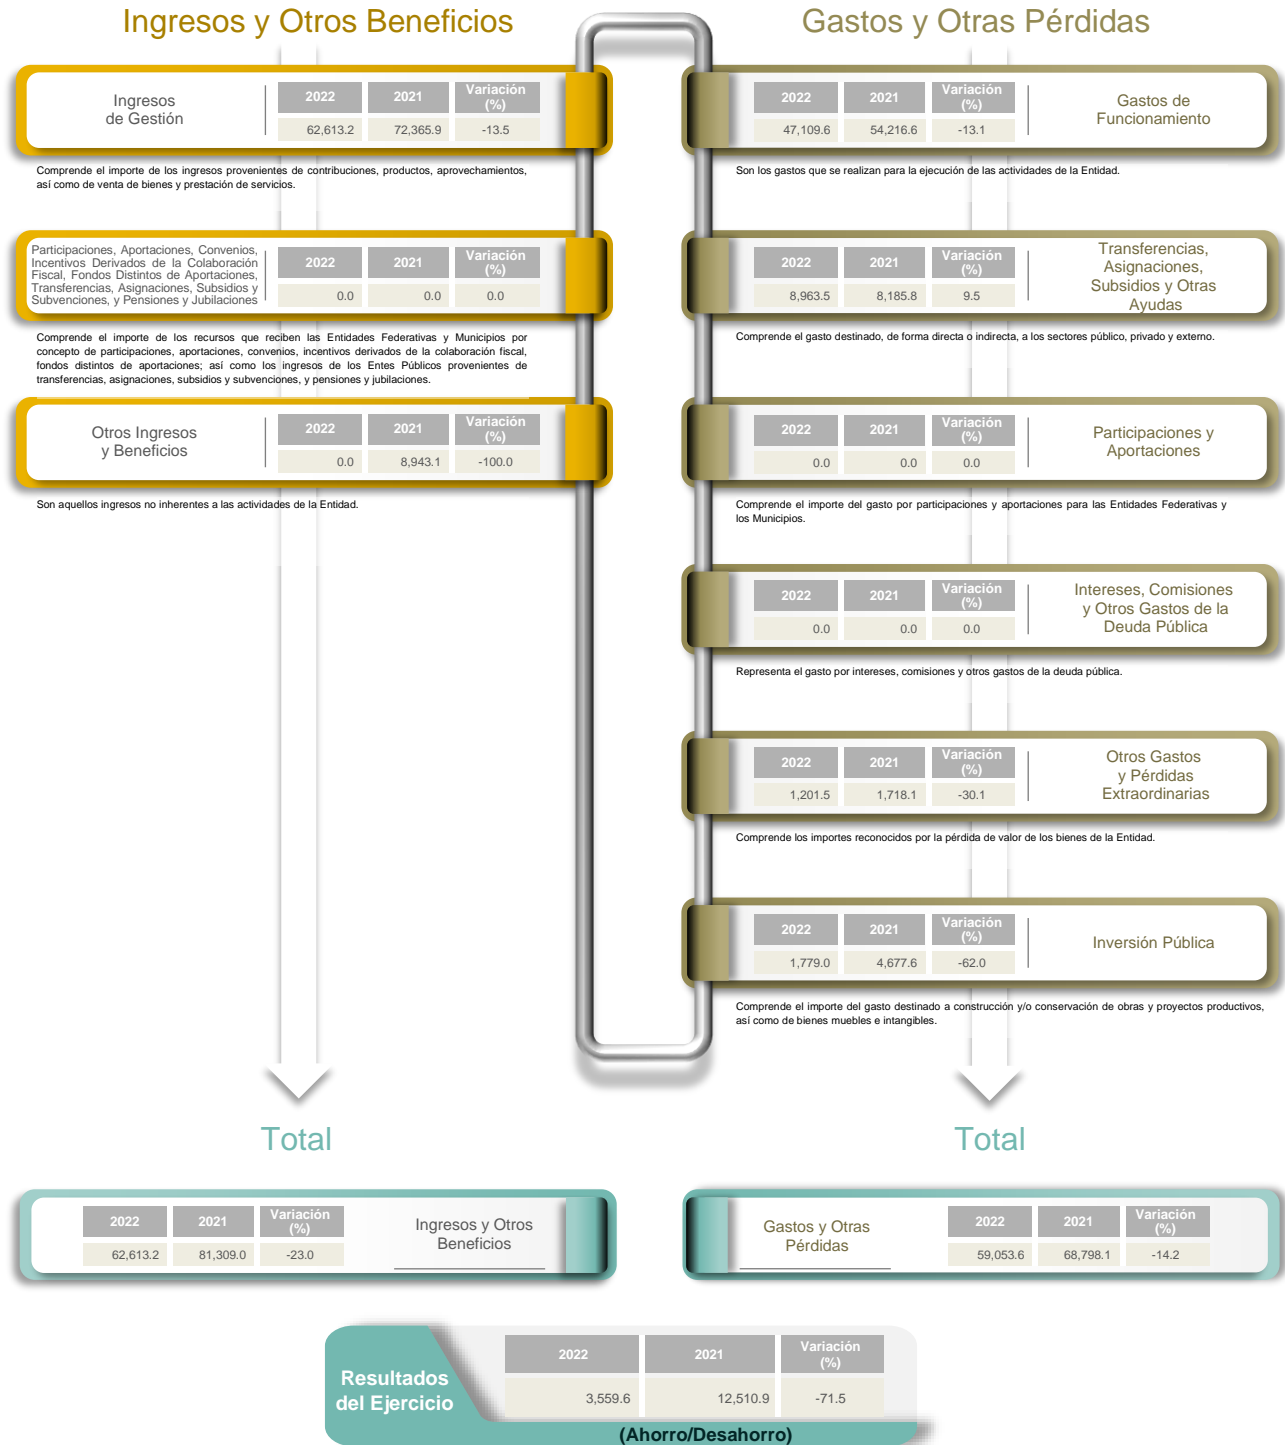 Ingresos y Otros Beneficios
Ingresos
de Gestión
2022 2021 Variación
(%)
62,613.2 72,365.9 -13.5
Comprende el importe de los ingresos provenientes de contribuciones, productos, aprovechamientos,
así como de venta de bienes y prestación de servicios.
Participaciones, Aportaciones, Convenios,
Incentivos Derivados de la Colaboración
Fiscal, Fondos Distintos de Aportaciones,
Transferencias, Asignaciones, Subsidios y
Subvenciones, y Pensiones y Jubilaciones
2022 2021 Variación
(%)
0.0 0.0 0.0
Comprende el importe de los recursos que reciben las Entidades Federativas y Municipios por
concepto de participaciones, aportaciones, convenios, incentivos derivados de la colaboración fiscal,
fondos distintos de aportaciones; así como los ingresos de los Entes Públicos provenientes de
transferencias, asignaciones, subsidios y subvenciones, y pensiones y jubilaciones.
Otros Ingresos
y Beneficios
2022 2021 Variación
(%)
0.0 8,943.1 -100.0
Son aquellos ingresos no inherentes a las actividades de la Entidad.
Gastos y Otras Pérdidas
2022 2021 Variación
(%)
47,109.6 54,216.6 -13.1
Gastos de
Funcionamiento
Son los gastos que se realizan para la ejecución de las actividades de la Entidad.
2022 2021 Variación
(%)
8,963.5 8,185.8 9.5
Transferencias,
Asignaciones,
Subsidios y Otras
Ayudas
Comprende el gasto destinado, de forma directa o indirecta, a los sectores público, privado y externo.
2022 2021 Variación
(%)
0.0 0.0 0.0
Participaciones y
Aportaciones
Comprende el importe del gasto por participaciones y aportaciones para las Entidades Federativas y
los Municipios.
2022 2021 Variación
(%)
0.0 0.0 0.0
Intereses, Comisiones
y Otros Gastos de la
Deuda Pública
Representa el gasto por intereses, comisiones y otros gastos de la deuda pública.
2022 2021 Variación
(%)
1,201.5 1,718.1 -30.1
Otros Gastos
y Pérdidas
Extraordinarias
Comprende los importes reconocidos por la pérdida de valor de los bienes de la Entidad.
2022 2021 Variación
(%)
1,779.0 4,677.6 -62.0
Inversión Pública
Comprende el importe del gasto destinado a construcción y/o conservación de obras y proyectos productivos,
así como de bienes muebles e intangibles.
Total
2022 2021 Variación
(%)
62,613.2 81,309.0 -23.0
Ingresos y Otros
Beneficios
Total
Gastos y Otras
Pérdidas
2022 2021 Variación
(%)
59,053.6 68,798.1 -14.2
Resultados
del Ejercicio
2022 2021 Variación
(%)
3,559.6 12,510.9 -71.5
(Ahorro/Desahorro)